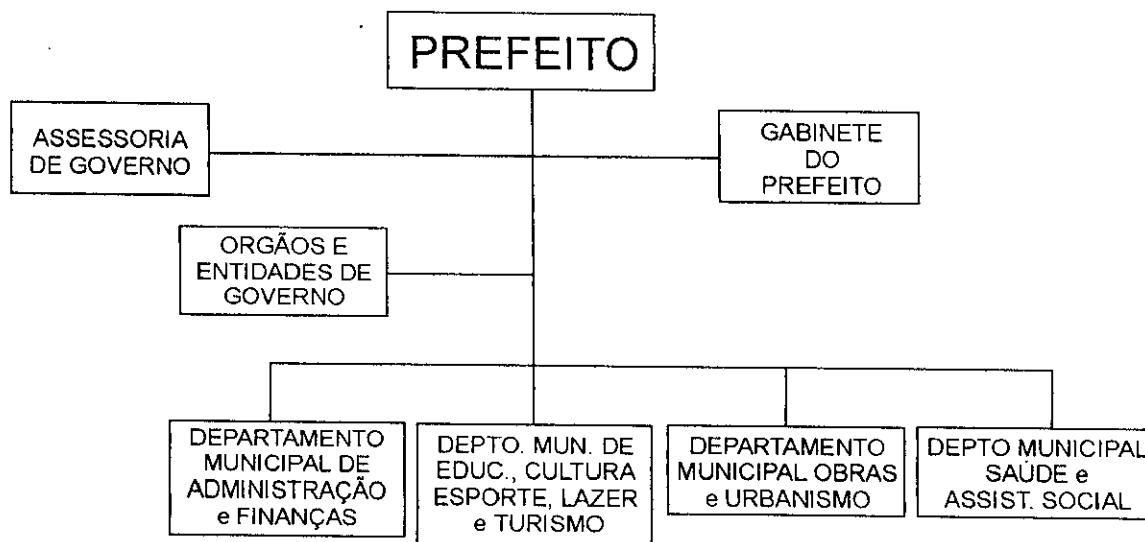 PREFEITO
ASSESSORIA
DE GOVERNO
GABINETE
DO
PREFEITO
ORGÃOS E
ENTIDADES DE
GOVERNO
DEPARTAMENTO
MUNICIPAL DE
ADMINISTRAÇÃO
e FINANÇAS
DEPTO. MUN. DE
EDUC., CULTURA
ESPORTE, LAZER
e TURISMO
DEPARTAMENTO
MUNICIPAL OBRAS
e URBANISMO
DEPTO MUNICIPAL
SAÚDE e
ASSIST. SOCIAL